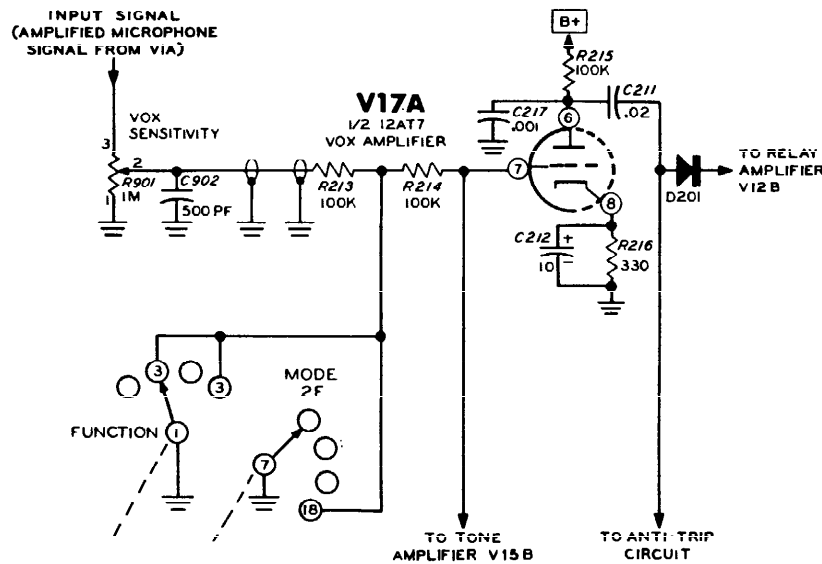 INPUT SIGNAL
(AMPLIFIED MICROPHONE
SIGNAL FROM V1A)
VOX
SENSITIVITY
3
2
1
R901
1M
C902
500 PF
R213
100K
V17A
1/2 12AT7
VOX AMPLIFIER
R214
100K
B+
R215
100K
C217
.001
C211
.02
6
7
8
C212
+
10
–
R216
330
D201
TO RELAY
AMPLIFIER
V12B
FUNCTION
3
3
1
MODE
2F
7
18
TO TONE
AMPLIFIER V15B
TO ANTI-TRIP
CIRCUIT